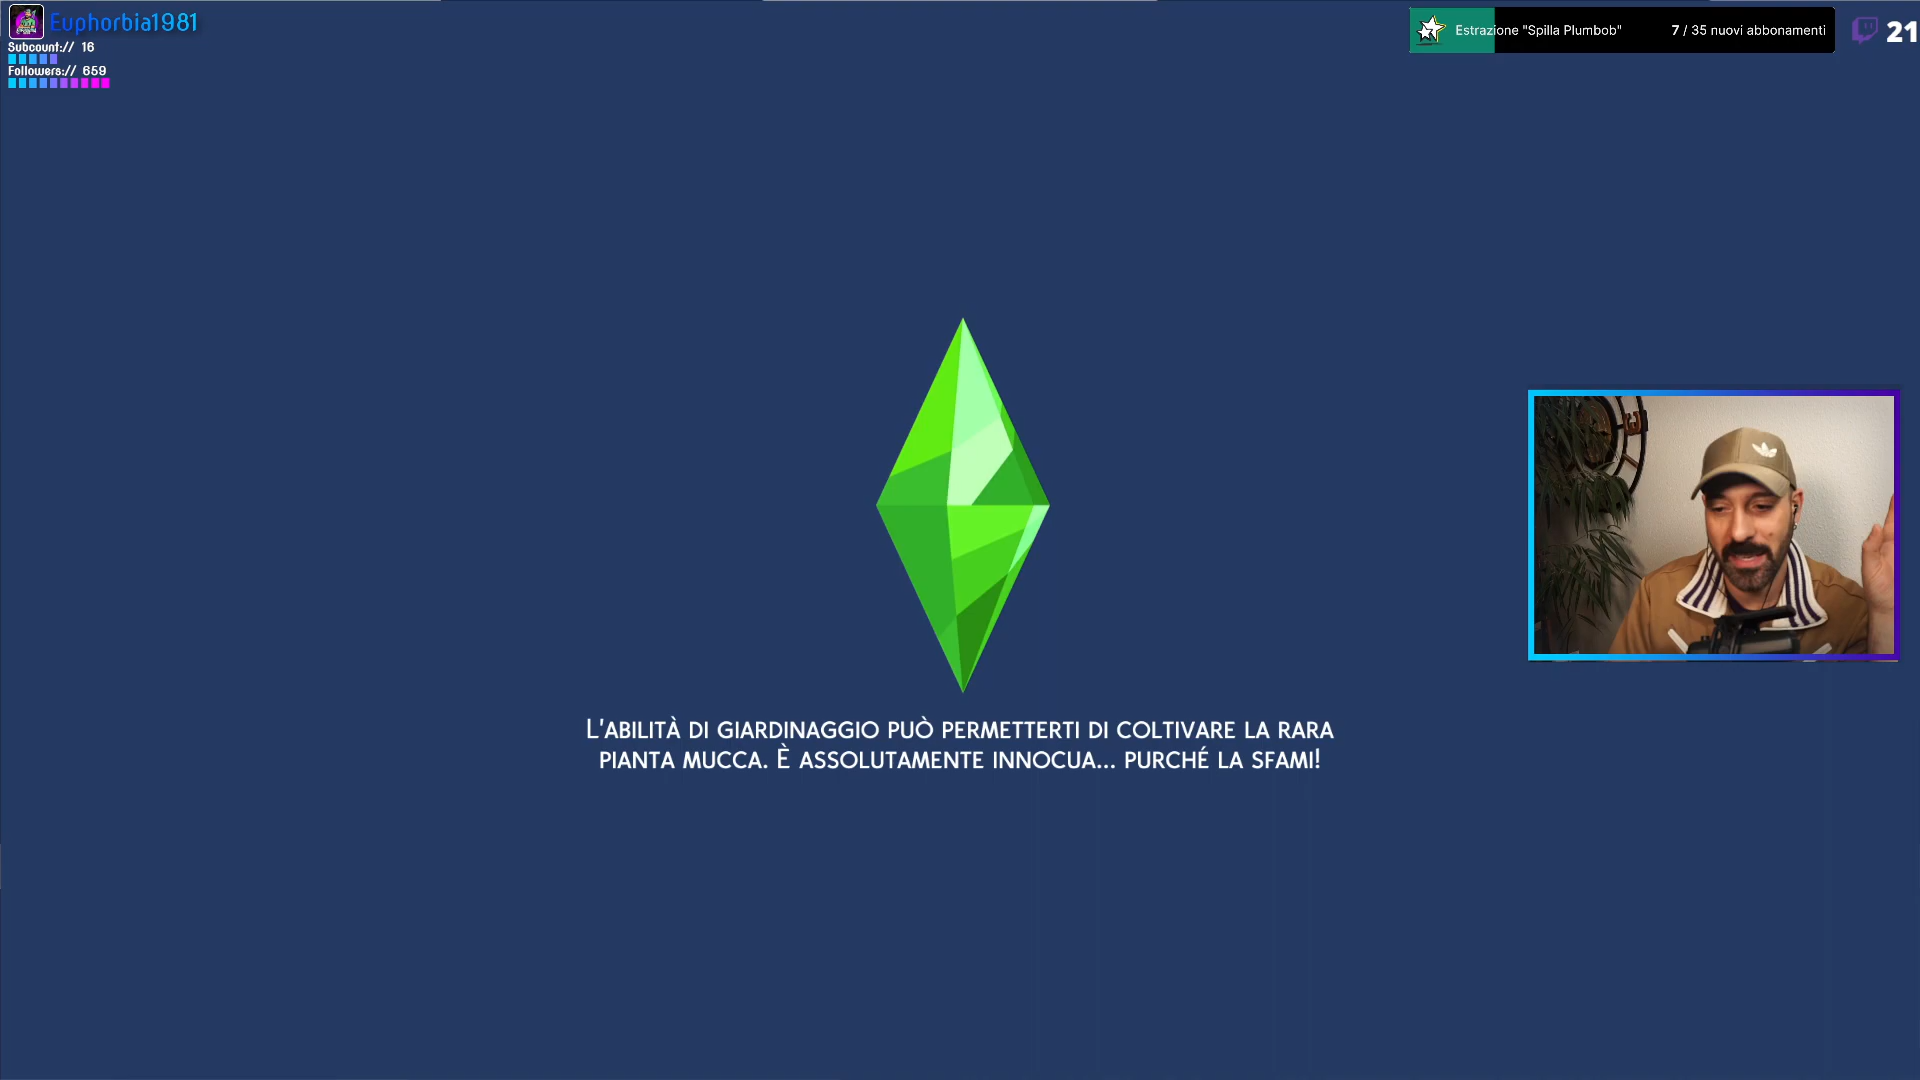 Euphorbia1981
Subcount:// 16
Followers:// 659
Estrazione "Spilla Plumbob" 7 / 35 nuovi abbonamenti
21
L'ABILITÀ DI GIARDINAGGIO PUÒ PERMETTERTI DI COLTIVARE LA RARA
PIANTA MUCCA. È ASSOLUTAMENTE INNOCUA... PURCHÉ LA SFAMI!